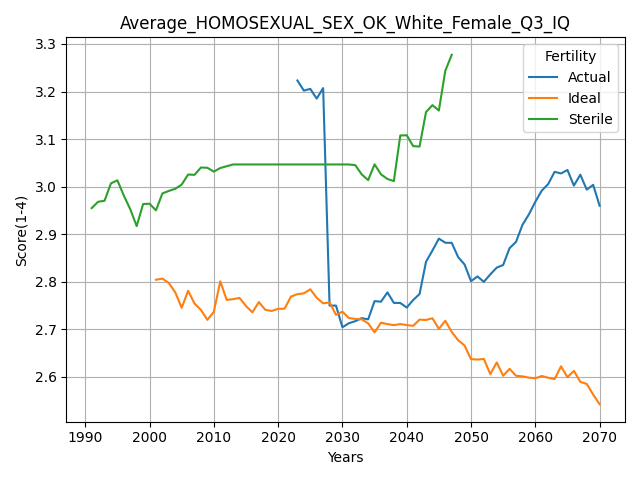 Average_HOMOSEXUAL_SEX_OK_White_Female_Q3_IQ
Fertility
Actual
Ideal
Sterile
Score(1-4)
3.3
3.2
3.1
3.0
2.9
2.8
2.7
2.6
1990 2000 2010 2020 2030 2040 2050 2060 2070
Years